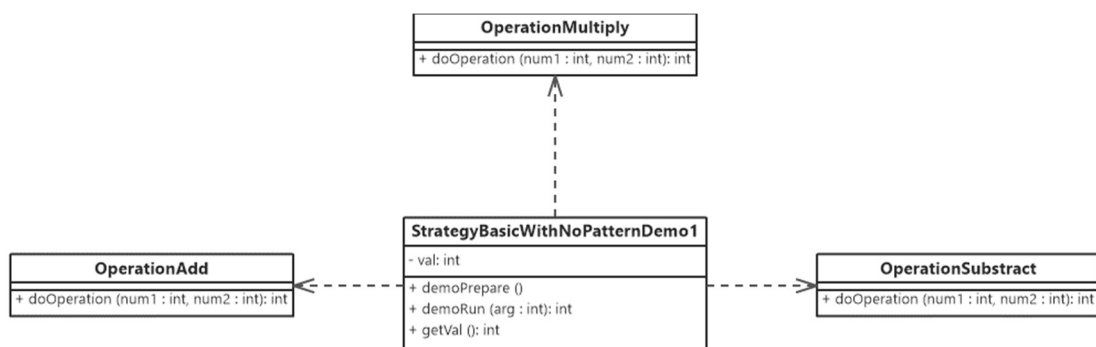 OperationMultiply
+ doOperation (num1 : int, num2 : int): int
StrategyBasicWithNoPatternDemo1
- val: int
+ demoPrepare ()
+ demoRun (arg : int): int
+ getVal (): int
OperationAdd
+ doOperation (num1 : int, num2 : int): int
OperationSubstract
+ doOperation (num1 : int, num2 : int): int